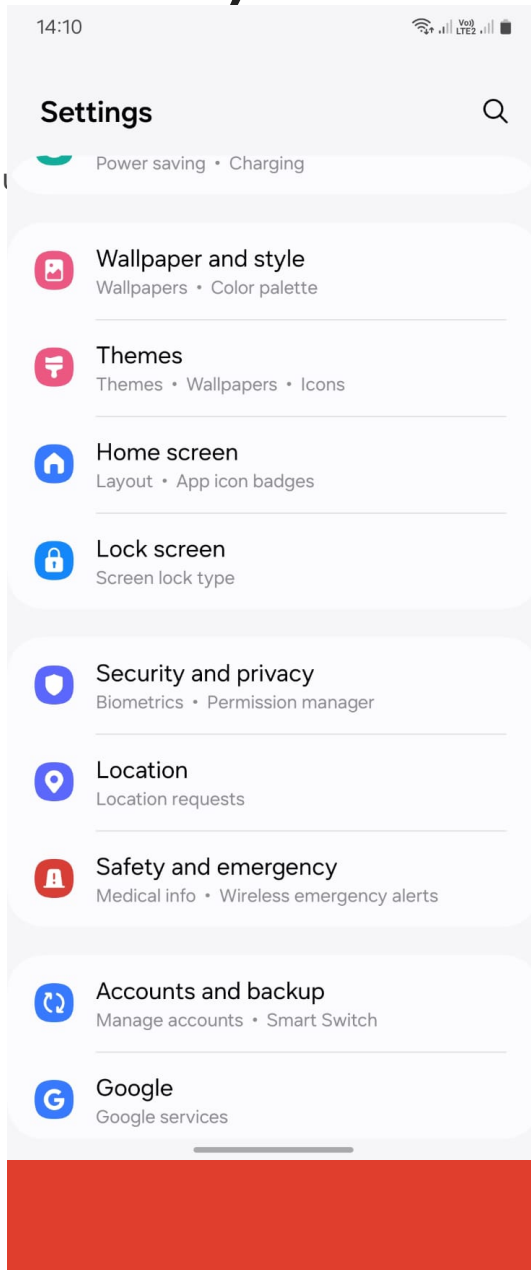 14:10
Vo)) LTE2
Settings
Power saving • Charging
Wallpaper and style
Wallpapers • Color palette
Themes
Themes • Wallpapers • Icons
Home screen
Layout • App icon badges
Lock screen
Screen lock type
Security and privacy
Biometrics • Permission manager
Location
Location requests
Safety and emergency
Medical info • Wireless emergency alerts
Accounts and backup
Manage accounts • Smart Switch
Google
Google services